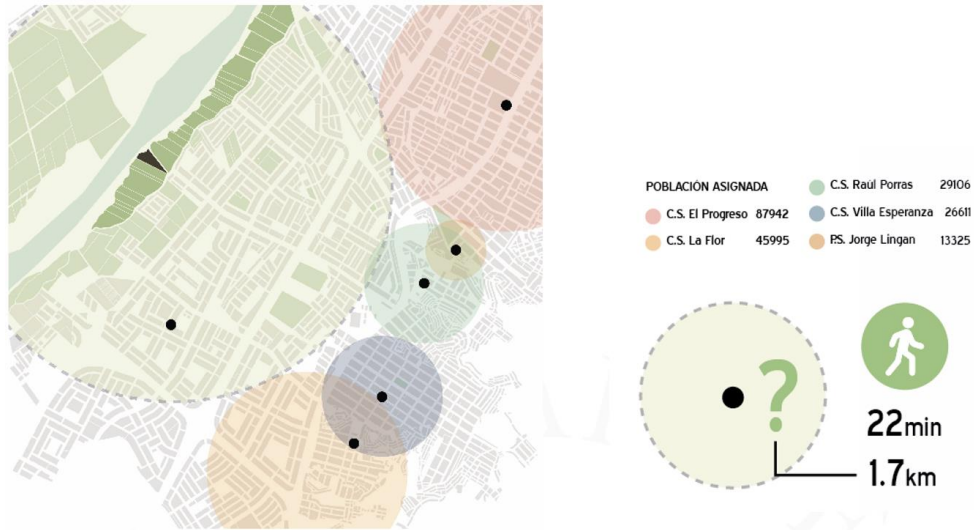 POBLACIÓN ASIGNADA
C.S. El Progreso 87942
C.S. La Flor 45995
C.S. Raúl Porras 29106
C.S. Villa Esperanza 26611
P.S. Jorge Lingan 13325
?
22min
1.7km